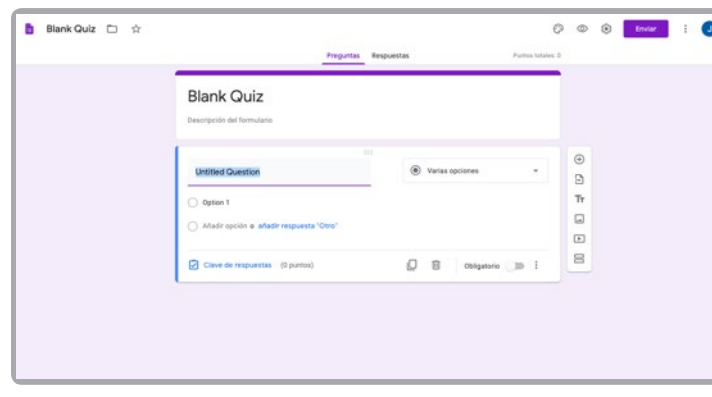 Blank Quiz
Enviar
J
Preguntas Respuestas
Puntos totales: 0
Blank Quiz
Descripción del formulario
Untitled Question
Varias opciones
Option 1
Añadir opción o añadir respuesta "Otro"
Clave de respuestas (0 puntos)
Obligatorio
Tr